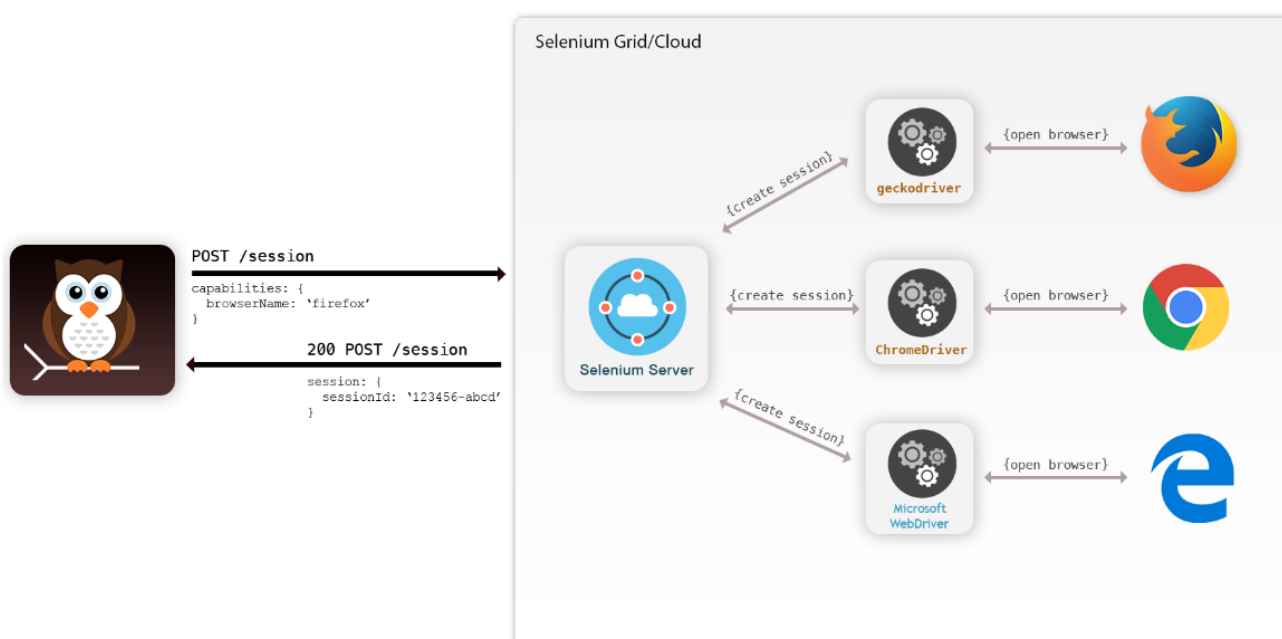 Selenium Grid/Cloud
POST /session
capabilities: {
browserName: ‘firefox’
}
200 POST /session
session: {
sessionId: ‘123456-abcd’
}
Selenium Server
{create session}
geckodriver
{open browser}
{create session}
ChromeDriver
{open browser}
{create session}
Microsoft
WebDriver
{open browser}